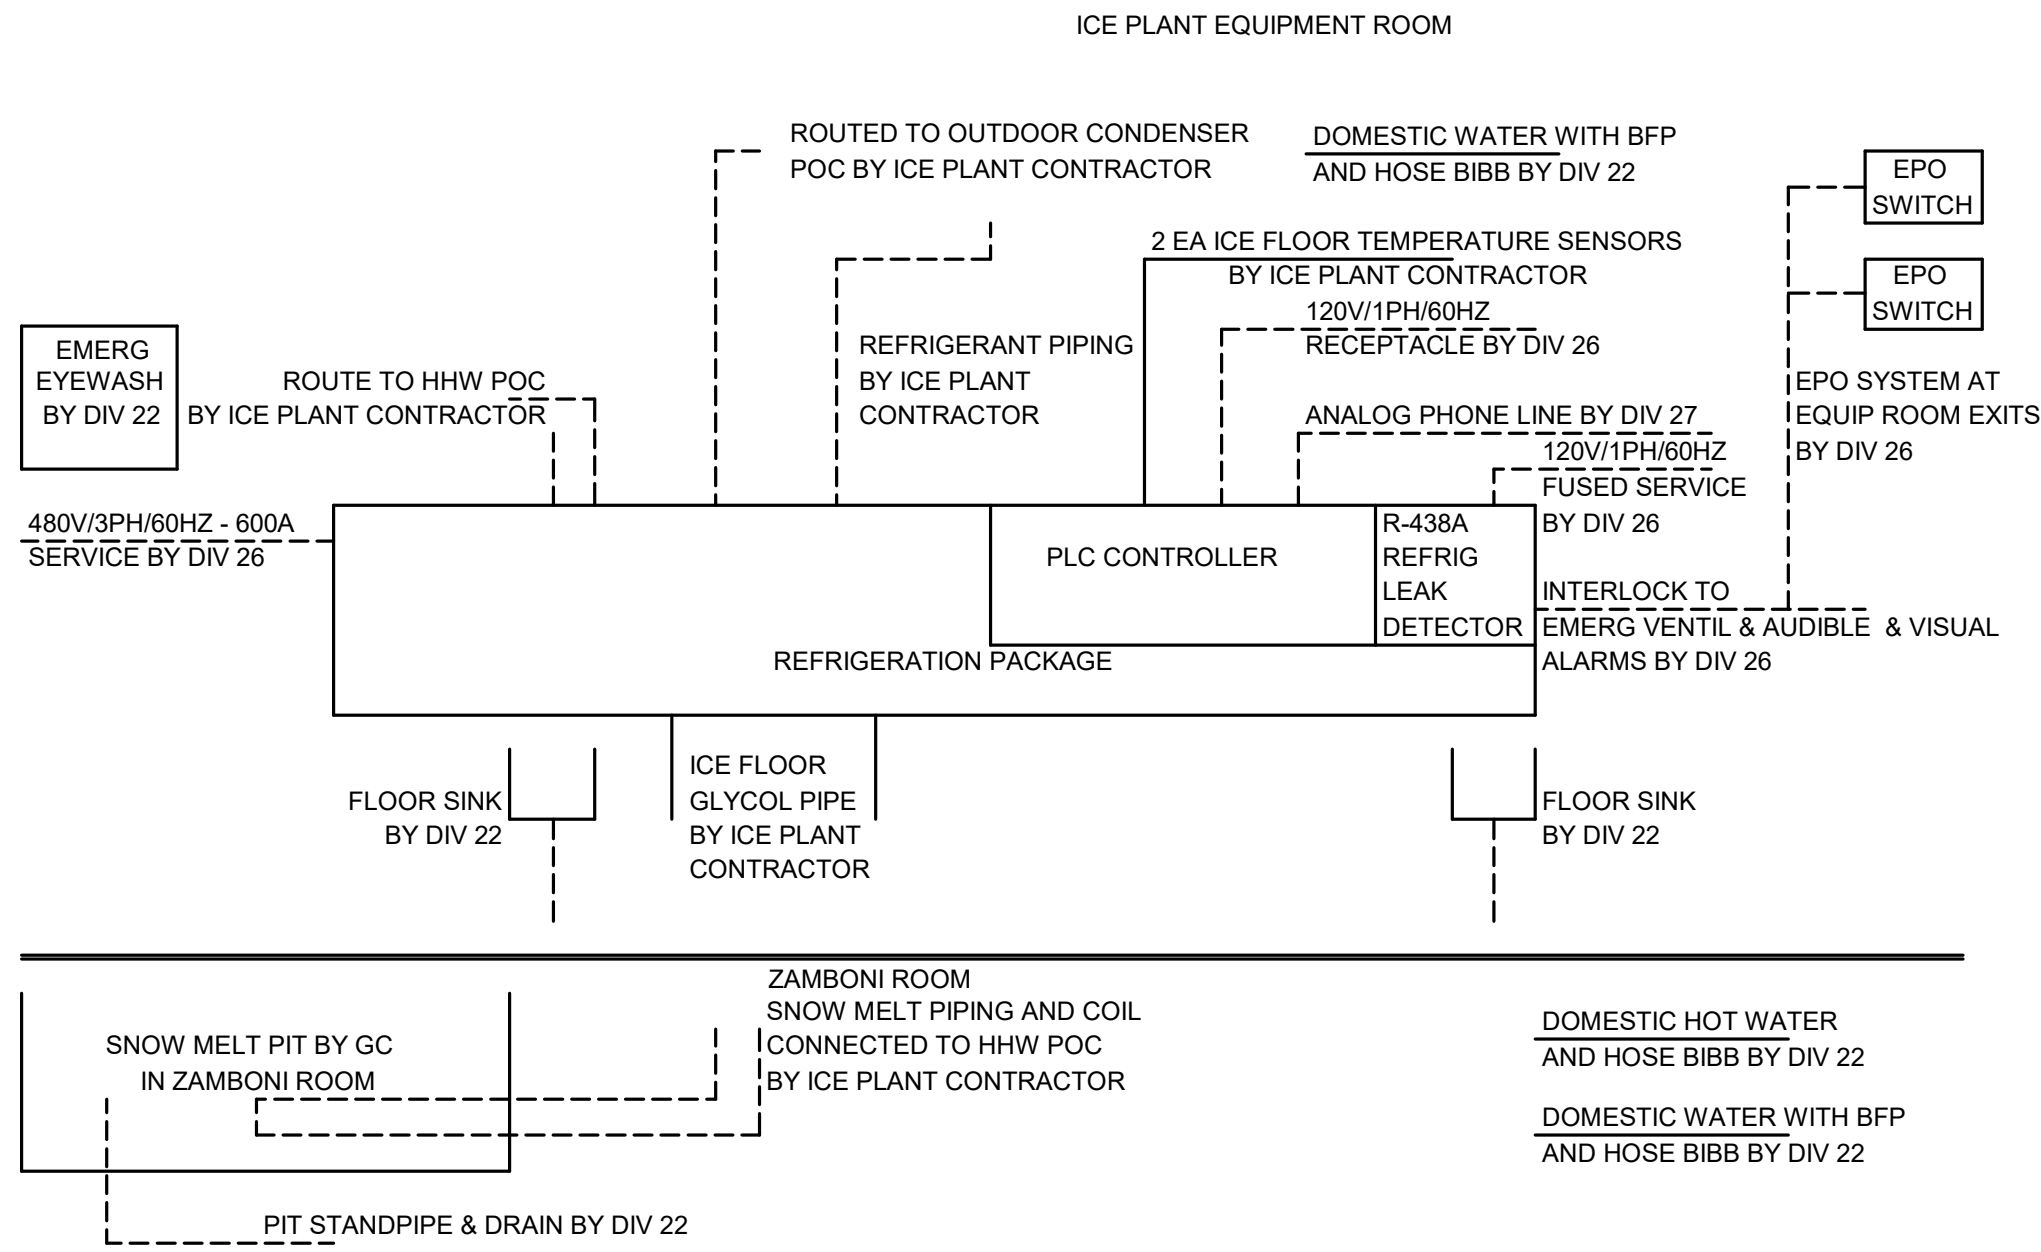 ICE PLANT EQUIPMENT ROOM
ROUTED TO OUTDOOR CONDENSER
POC BY ICE PLANT CONTRACTOR
DOMESTIC WATER WITH BFP
AND HOSE BIBB BY DIV 22
EPO
SWITCH
2 EA ICE FLOOR TEMPERATURE SENSORS
BY ICE PLANT CONTRACTOR
EPO
SWITCH
120V/1PH/60HZ
RECEPTACLE BY DIV 26
EMERG
EYEWASH
BY DIV 22
ROUTE TO HHW POC
BY ICE PLANT CONTRACTOR
REFRIGERANT PIPING
BY ICE PLANT
CONTRACTOR
ANALOG PHONE LINE BY DIV 27
EPO SYSTEM AT
EQUIP ROOM EXITS
BY DIV 26
120V/1PH/60HZ
FUSED SERVICE
BY DIV 26
480V/3PH/60HZ - 600A
SERVICE BY DIV 26
PLC CONTROLLER
R-438A
REFRIG
LEAK
DETECTOR
INTERLOCK TO
EMERG VENTIL & AUDIBLE & VISUAL
ALARMS BY DIV 26
REFRIGERATION PACKAGE
FLOOR SINK
BY DIV 22
ICE FLOOR
GLYCOL PIPE
BY ICE PLANT
CONTRACTOR
FLOOR SINK
BY DIV 22
ZAMBONI ROOM
SNOW MELT PIPING AND COIL
CONNECTED TO HHW POC
BY ICE PLANT CONTRACTOR
SNOW MELT PIT BY GC
IN ZAMBONI ROOM
DOMESTIC HOT WATER
AND HOSE BIBB BY DIV 22
DOMESTIC WATER WITH BFP
AND HOSE BIBB BY DIV 22
PIT STANDPIPE & DRAIN BY DIV 22